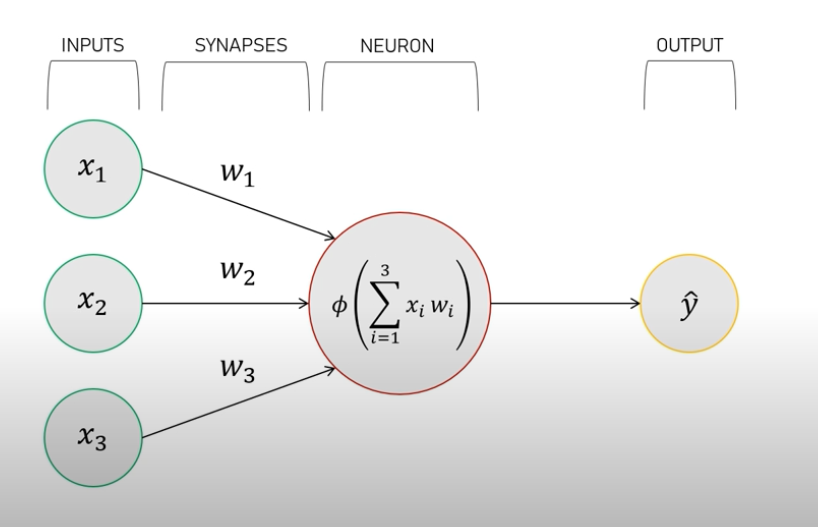 INPUTS SYNAPSES NEURON OUTPUT
x₁
w₁
x₂
w₂
ϕ(∑³ᵢ₌₁ xᵢ wᵢ)
ŷ
w₃
x₃